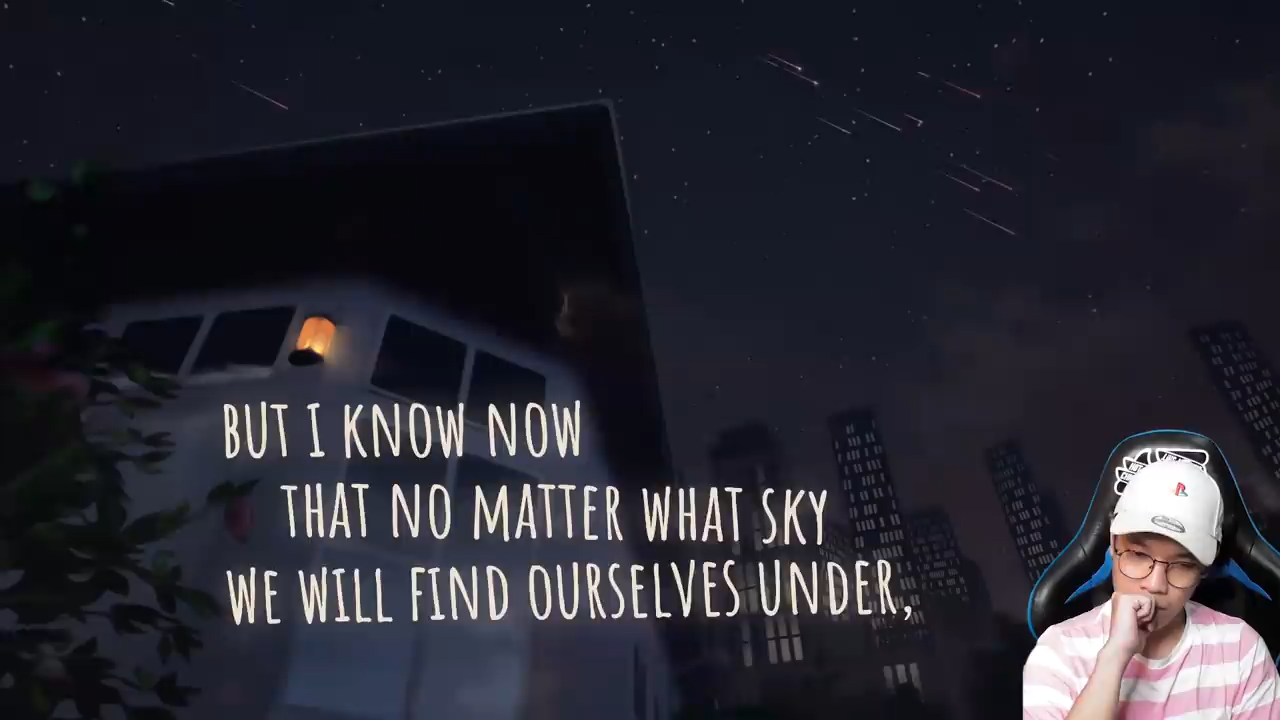 BUT I KNOW NOW
THAT NO MATTER WHAT SKY
WE WILL FIND OURSELVES UNDER,